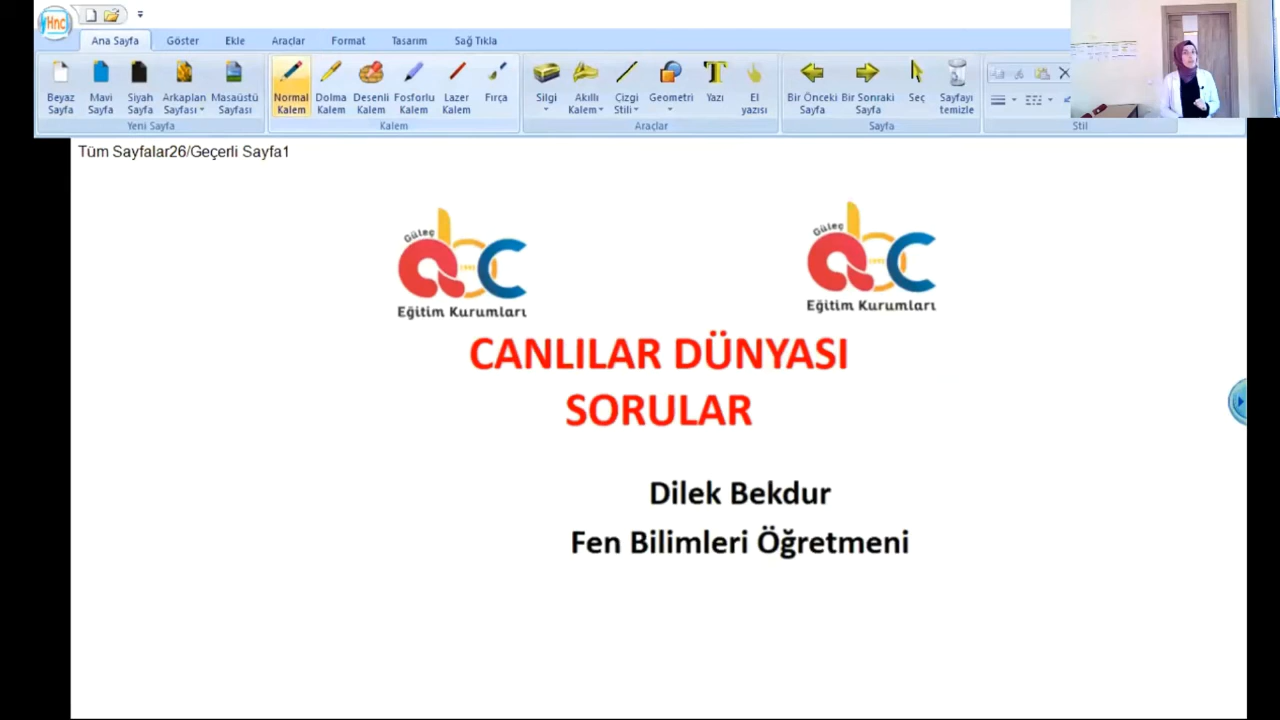 Hnc
Ana Sayfa Göster Ekle Araçlar Format Tasarım Sağ Tıkla
Beyaz Sayfa Mavi Sayfa Siyah Sayfa Arkaplan Sayfası Masaüstü Sayfası Normal Kalem Dolma Kalem Desenli Kalem Fosforlu Kalem Lazer Kalem Fırça Silgi Akıllı Kalem Çizgi Stili Geometri Yazı El yazısı Bir Önceki Sayfa Bir Sonraki Sayfa Seç Sayfayı temizle
Yeni Sayfa Kalem Araçlar Sayfa Stil
Tüm Sayfalar26/Geçerli Sayfa1
Güleç abc Güleç abc
Eğitim Kurumları Eğitim Kurumları
CANLILAR DÜNYASI
SORULAR
Dilek Bekdur
Fen Bilimleri Öğretmeni